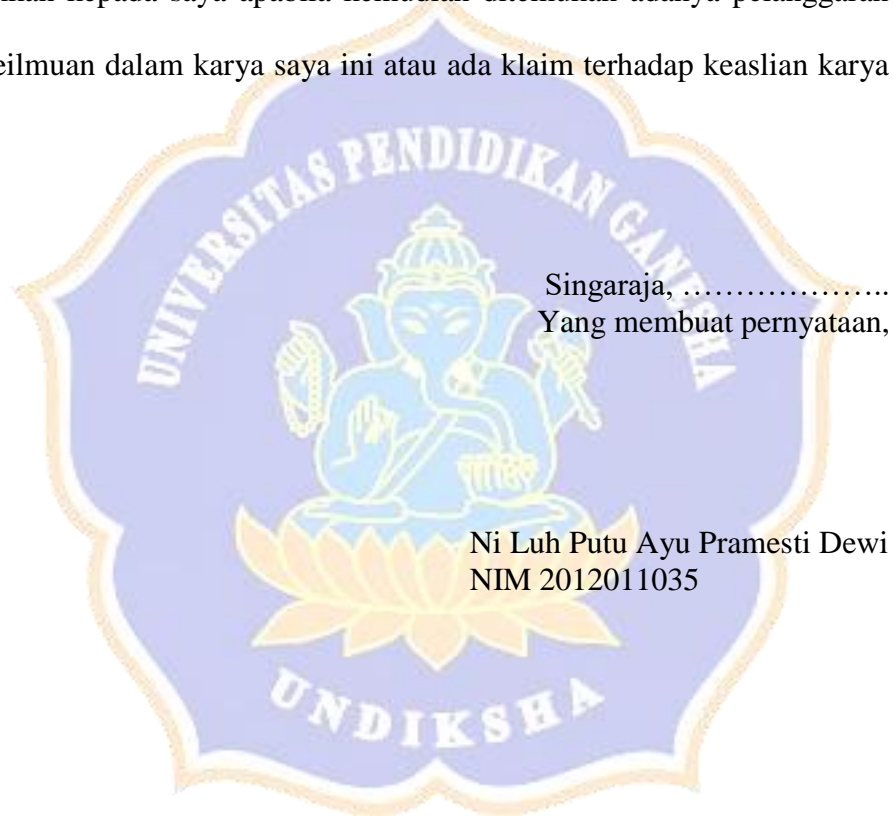 kepada saya apabila kemudian ditemukan adanya pelanggaran
eilmuan dalam karya saya ini atau ada klaim terhadap keaslian karya
UNIVERSITAS PENDIDIKAN GANESHA
Singaraja, ………………..
Yang membuat pernyataan,
Ni Luh Putu Ayu Pramesti Dewi
NIM 2012011035
UNDIKSHA